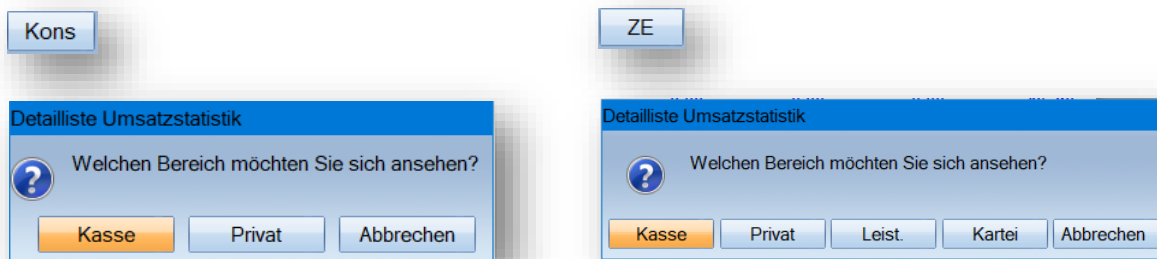 Kons
Detailliste Umsatzstatistik
Welchen Bereich möchten Sie sich ansehen?
Kasse Privat Abbrechen
ZE
Detailliste Umsatzstatistik
Welchen Bereich möchten Sie sich ansehen?
Kasse Privat Leist. Kartei Abbrechen